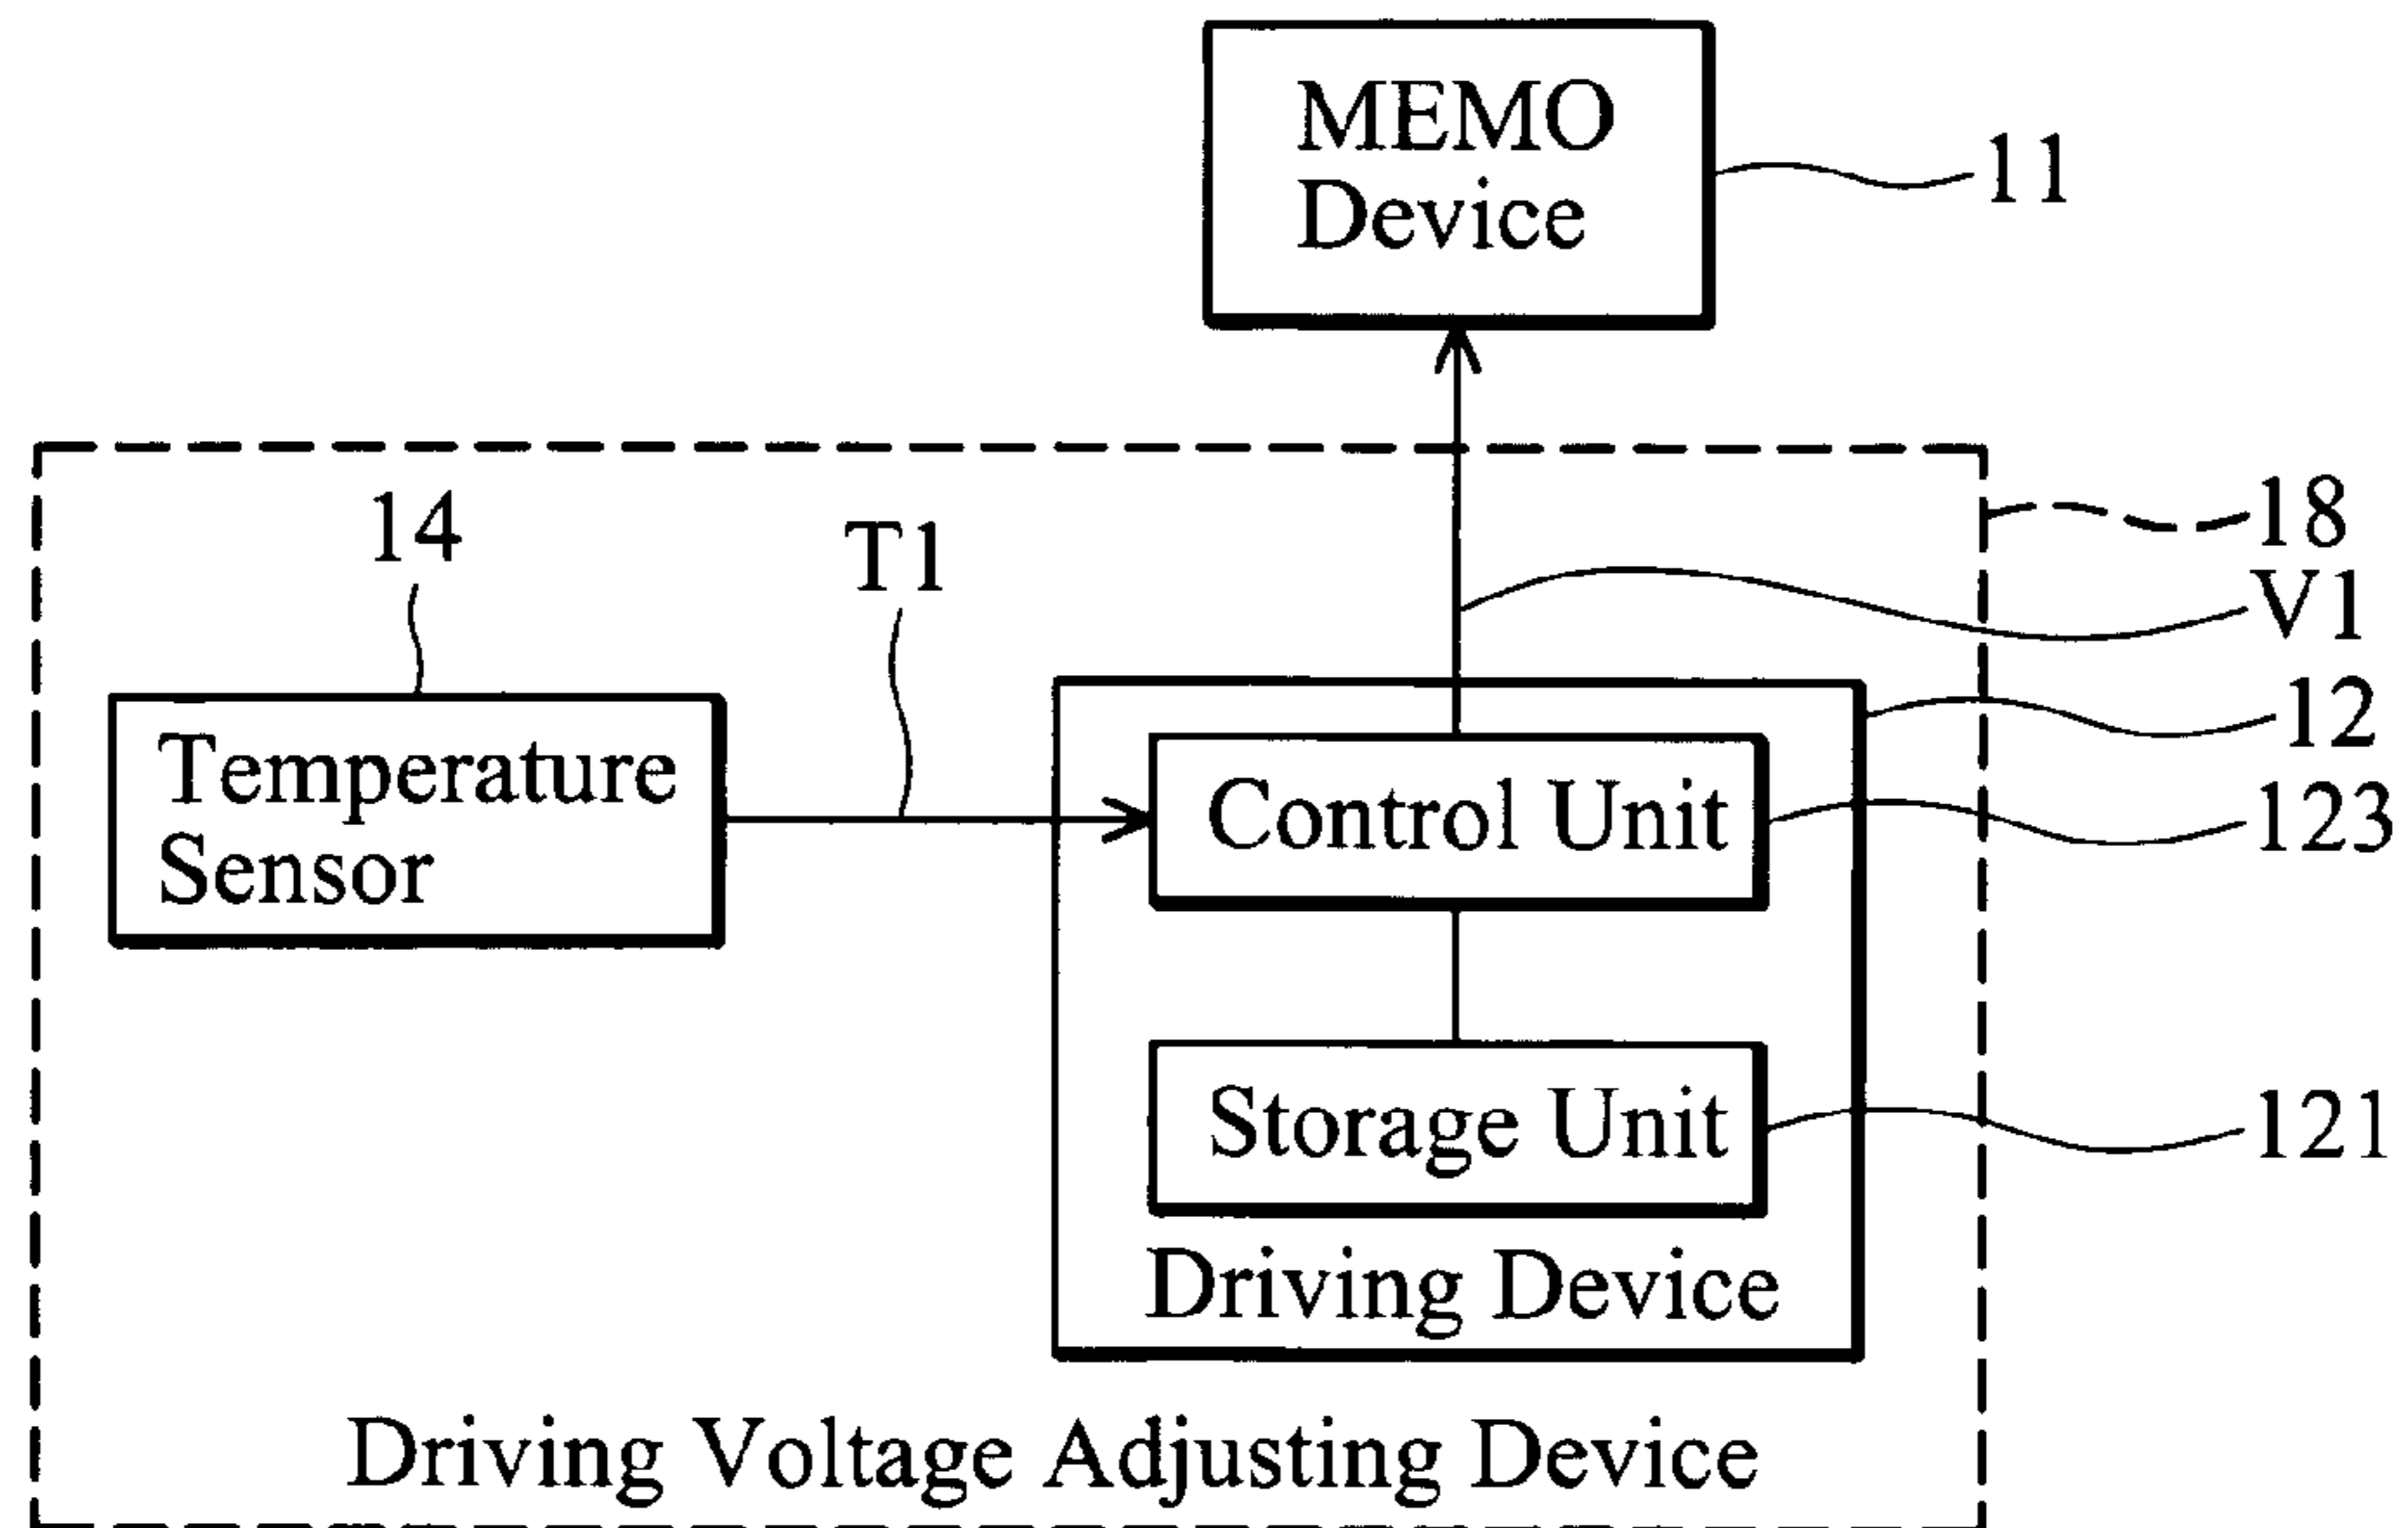 MEMO
Device
11
18
14
T1
V1
12
Temperature
Sensor
Control Unit
123
Storage Unit
121
Driving Device
Driving Voltage Adjusting Device